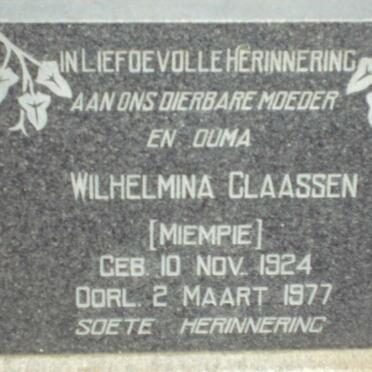 IN LIEFDEVOLLE HERINNERING
AAN ONS DIERBARE MOEDER
EN OUMA
WILHELMINA CLAASSEN
[MIEMPIE]
GEB. 10 NOV. 1924
OORL. 2 MAART 1977
SOETE HERINNERING